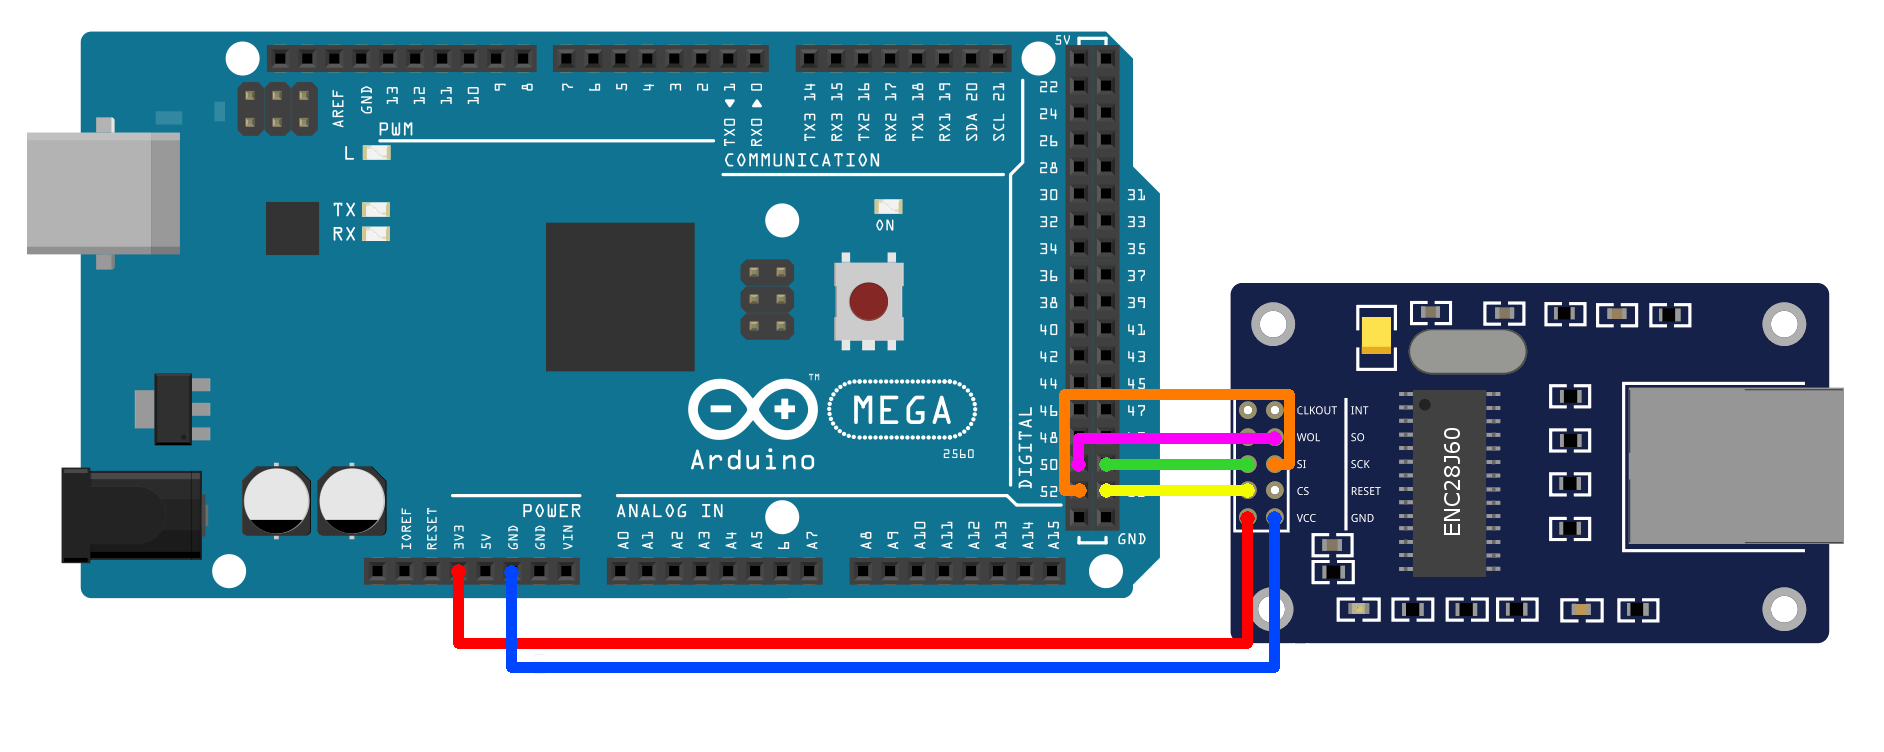 5V
AREF
GND
13
12
11
10
9
8
7
6
5
4
3
2
TX0 1
RX0 0
TX3 14
RX3 15
TX2 16
RX2 17
TX1 18
RX1 19
SDA 20
SCL 21
PWM
COMMUNICATION
L
TX
RX
ON
22
24
26
28
30 31
32 33
34 35
36 37
38 39
40 41
42 43
44 45
46 47
48
50
52
DIGITAL
TM
MEGA
Arduino
2560
POWER
ANALOG IN
IOREF
RESET
3V3
5V
GND
GND
VIN
A0
A1
A2
A3
A4
A5
6
A7
A8
A9
A10
A11
A12
A13
A14
A15
GND
CLKOUT INT
WOL SO
SI SCK
CS RESET
VCC GND
ENC28J60